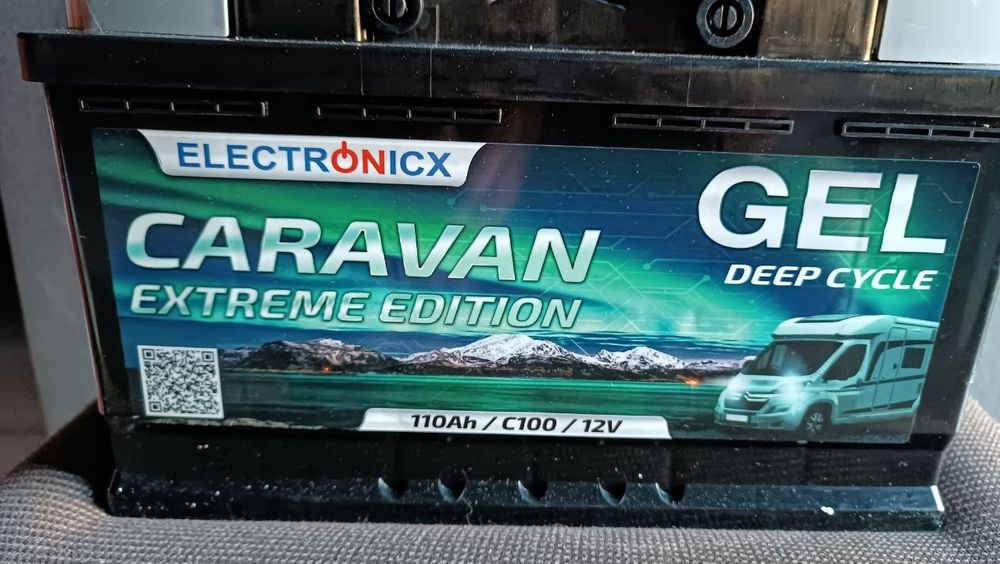 ELECTRONICX
GEL
DEEP CYCLE
CARAVAN
EXTREME EDITION
110Ah / C100 / 12V